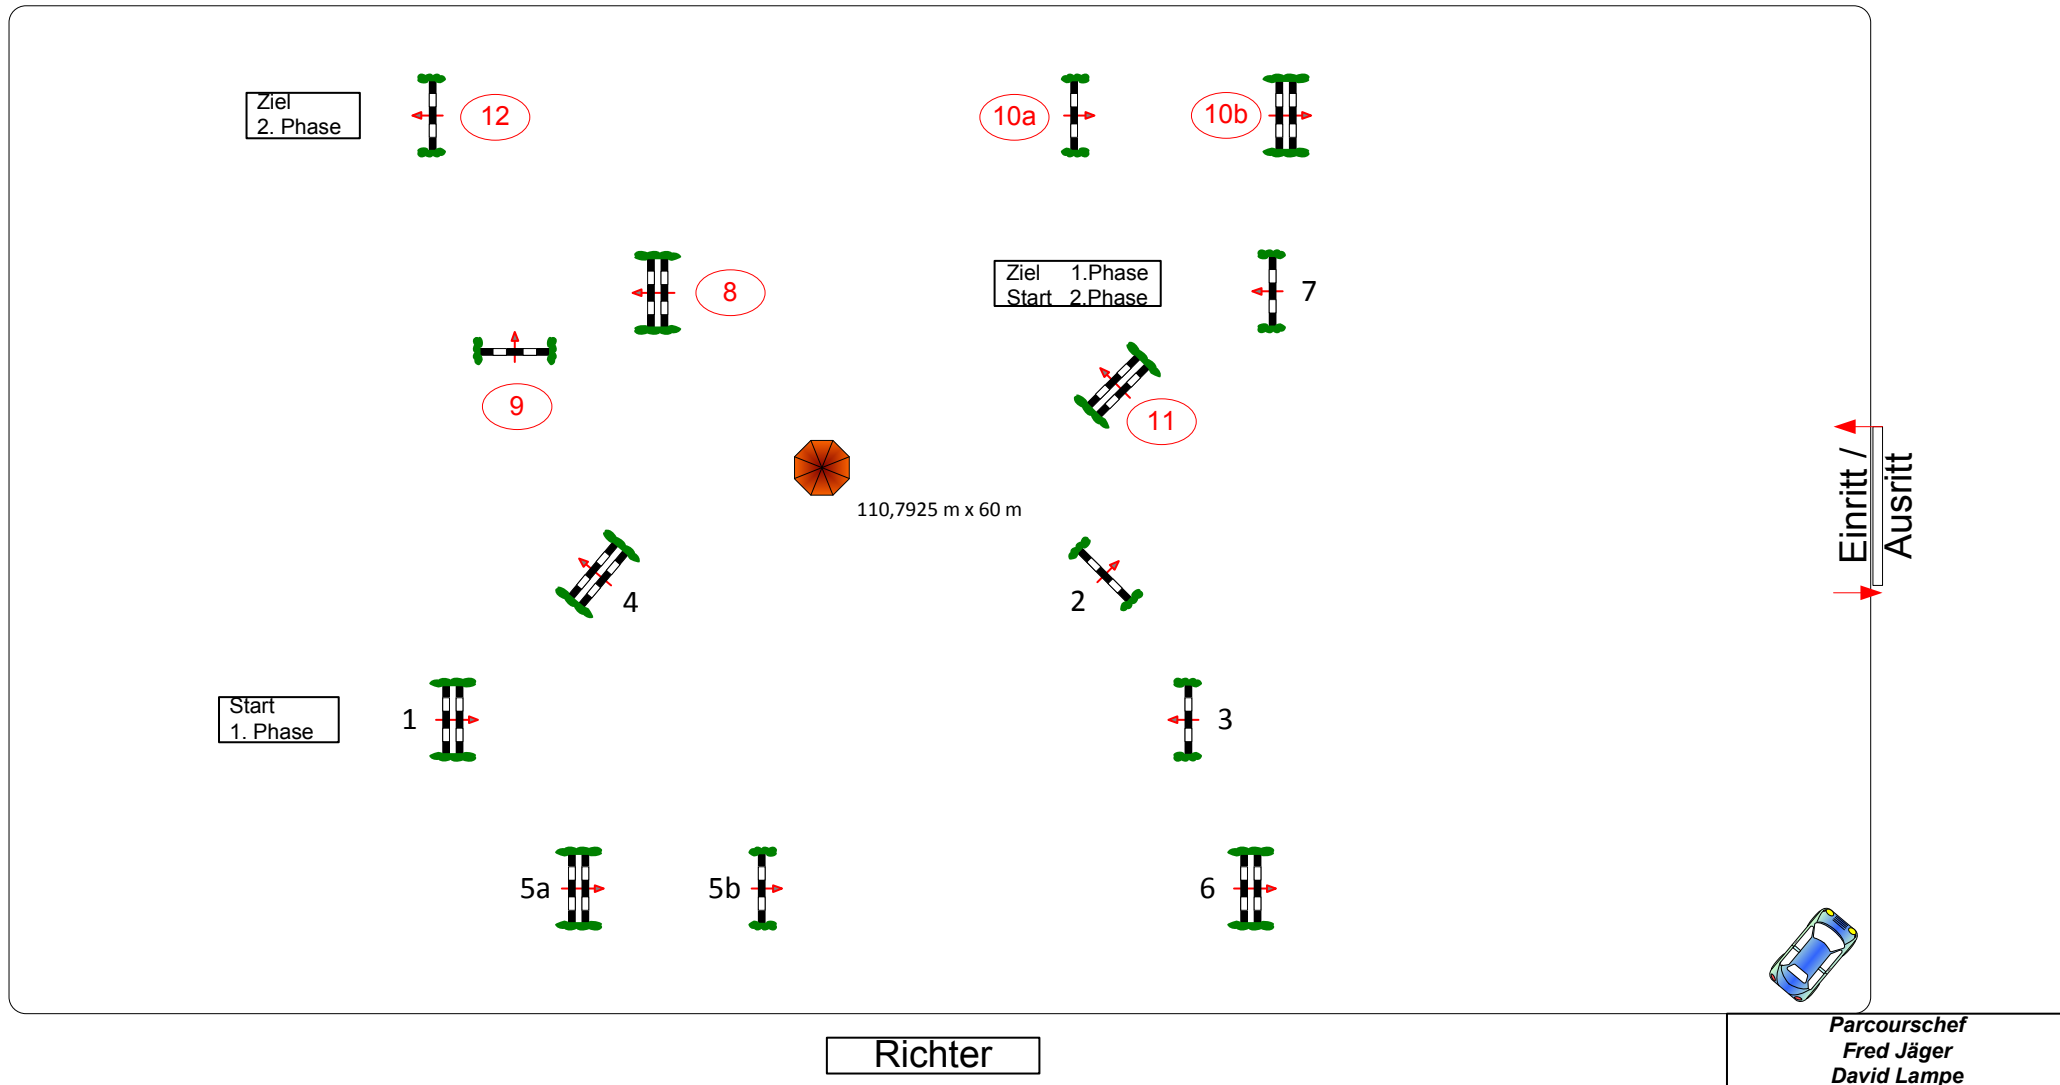 Ziel
2. Phase
12
10a
10b
8
Ziel 1.Phase
Start 2.Phase
7
9
11
110,7925 m x 60 m
Einritt /
Ausritt
4
2
Start
1. Phase
1
3
5a
5b
6
Richter
Parcourschef
Fred Jäger
David Lampe